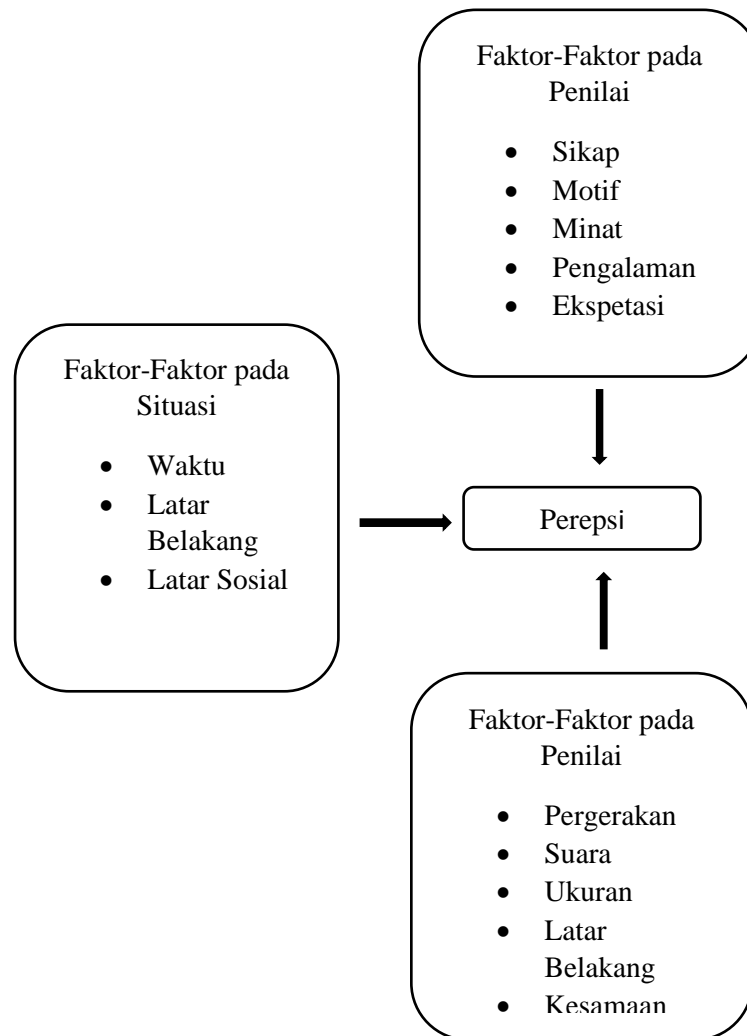 Faktor-Faktor pada
Penilai
• Sikap
• Motif
• Minat
• Pengalaman
• Ekspetasi
Faktor-Faktor pada
Situasi
• Waktu
• Latar
Belakang
• Latar Sosial
Perepsi
Faktor-Faktor pada
Penilai
• Pergerakan
• Suara
• Ukuran
• Latar
Belakang
• Kesamaan